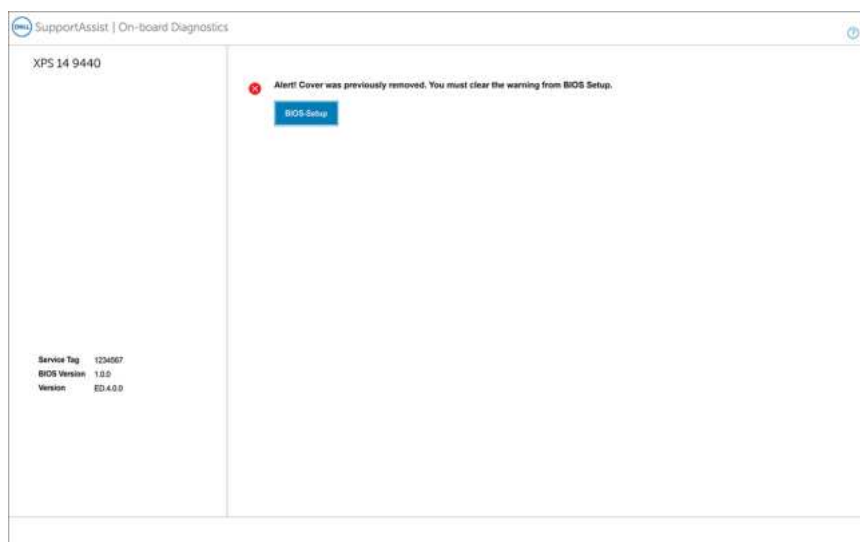 DELL SupportAssist | On-board Diagnostics
?
XPS 14 9440
Alert! Cover was previously removed. You must clear the warning from BIOS Setup.
BIOS-Setup
Service Tag 1234567
BIOS Version 1.0.0
Version ED.4.0.0